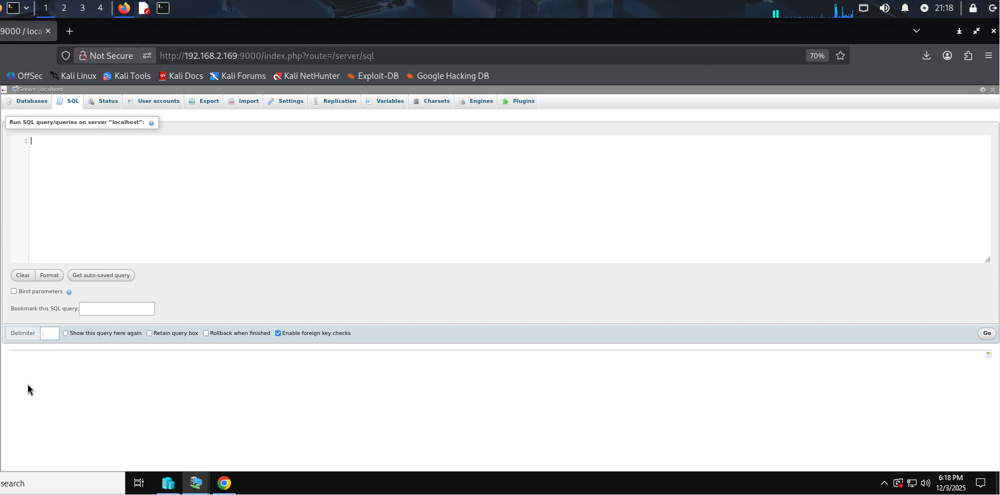 1 2 3 4 21:18
9000 / loca
Not Secure http://192.168.2.169:9000/index.php?route=/server/sql 70%
OffSec Kali Linux Kali Tools Kali Docs Kali Forums Kali NetHunter Exploit-DB Google Hacking DB
Server: localhost
Databases SQL Status User accounts Export Import Settings Replication Variables Charsets Engines Plugins
Run SQL query/queries on server “localhost”:
1
Clear Format Get auto-saved query
Bind parameters
Bookmark this SQL query:
Delimiter ; Show this query here again Retain query box Rollback when finished Enable foreign key checks Go
search 6:18 PM
12/3/2025